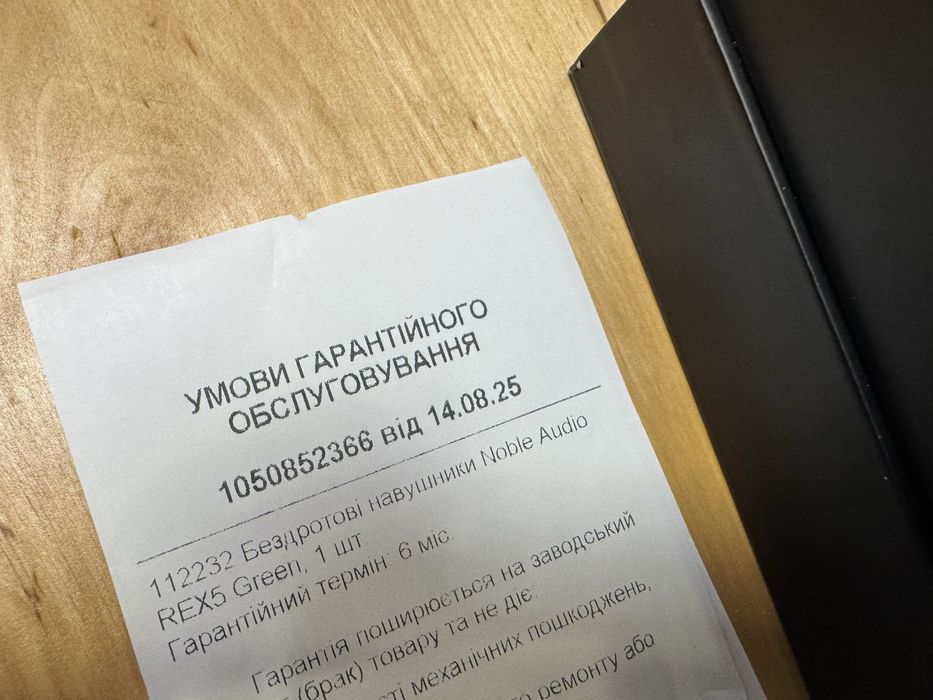 УМОВИ ГАРАНТІЙНОГО
ОБСЛУГОВУВАННЯ
1050852366 від 14.08.25
112232 Бездротові навушники Noble Audio
REX5 Green, 1 шт
Гарантійний термін: 6 міс.
Гарантія поширюється на заводський
(брак) товару та не діє:
механічних пошкоджень,
ремонту або